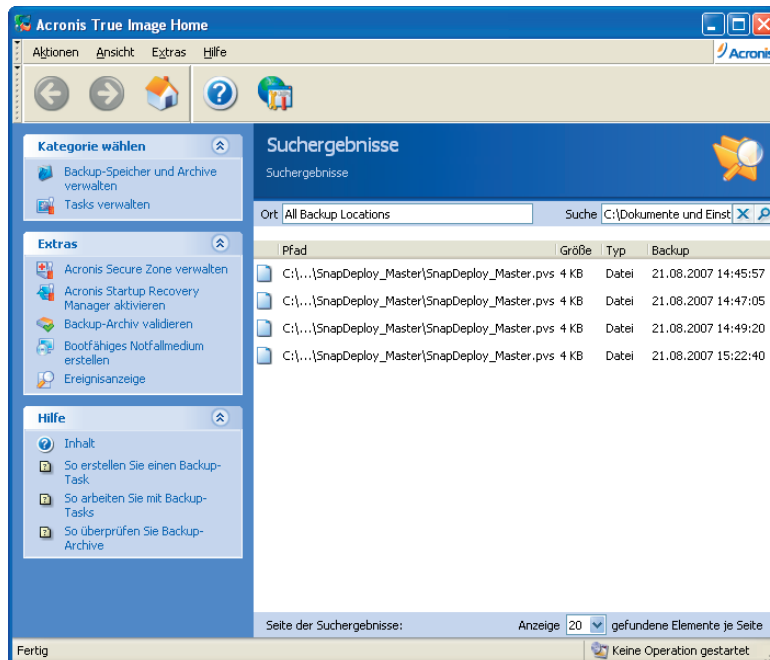 Acronis True Image Home
Aktionen Ansicht Extras Hilfe
Acronis
Kategorie wählen
Backup-Speicher und Archive
verwalten
Tasks verwalten
Extras
Acronis Secure Zone verwalten
Acronis Startup Recovery
Manager aktivieren
Backup-Archiv validieren
Bootfähiges Notfallmedium
erstellen
Ereignisanzeige
Hilfe
Inhalt
So erstellen Sie einen Backup-
Task
So arbeiten Sie mit Backup-
Tasks
So überprüfen Sie Backup-
Archive
Suchergebnisse
Suchergebnisse
Ort All Backup Locations Suche C:\Dokumente und Einst
Pfad Größe Typ Backup
C:\...\SnapDeploy_Master\SnapDeploy_Master.pvs 4 KB Datei 21.08.2007 14:45:57
C:\...\SnapDeploy_Master\SnapDeploy_Master.pvs 4 KB Datei 21.08.2007 14:47:05
C:\...\SnapDeploy_Master\SnapDeploy_Master.pvs 4 KB Datei 21.08.2007 14:49:20
C:\...\SnapDeploy_Master\SnapDeploy_Master.pvs 4 KB Datei 21.08.2007 15:22:40
Seite der Suchergebnisse: Anzeige 20 gefundene Elemente je Seite
Fertig Keine Operation gestartet